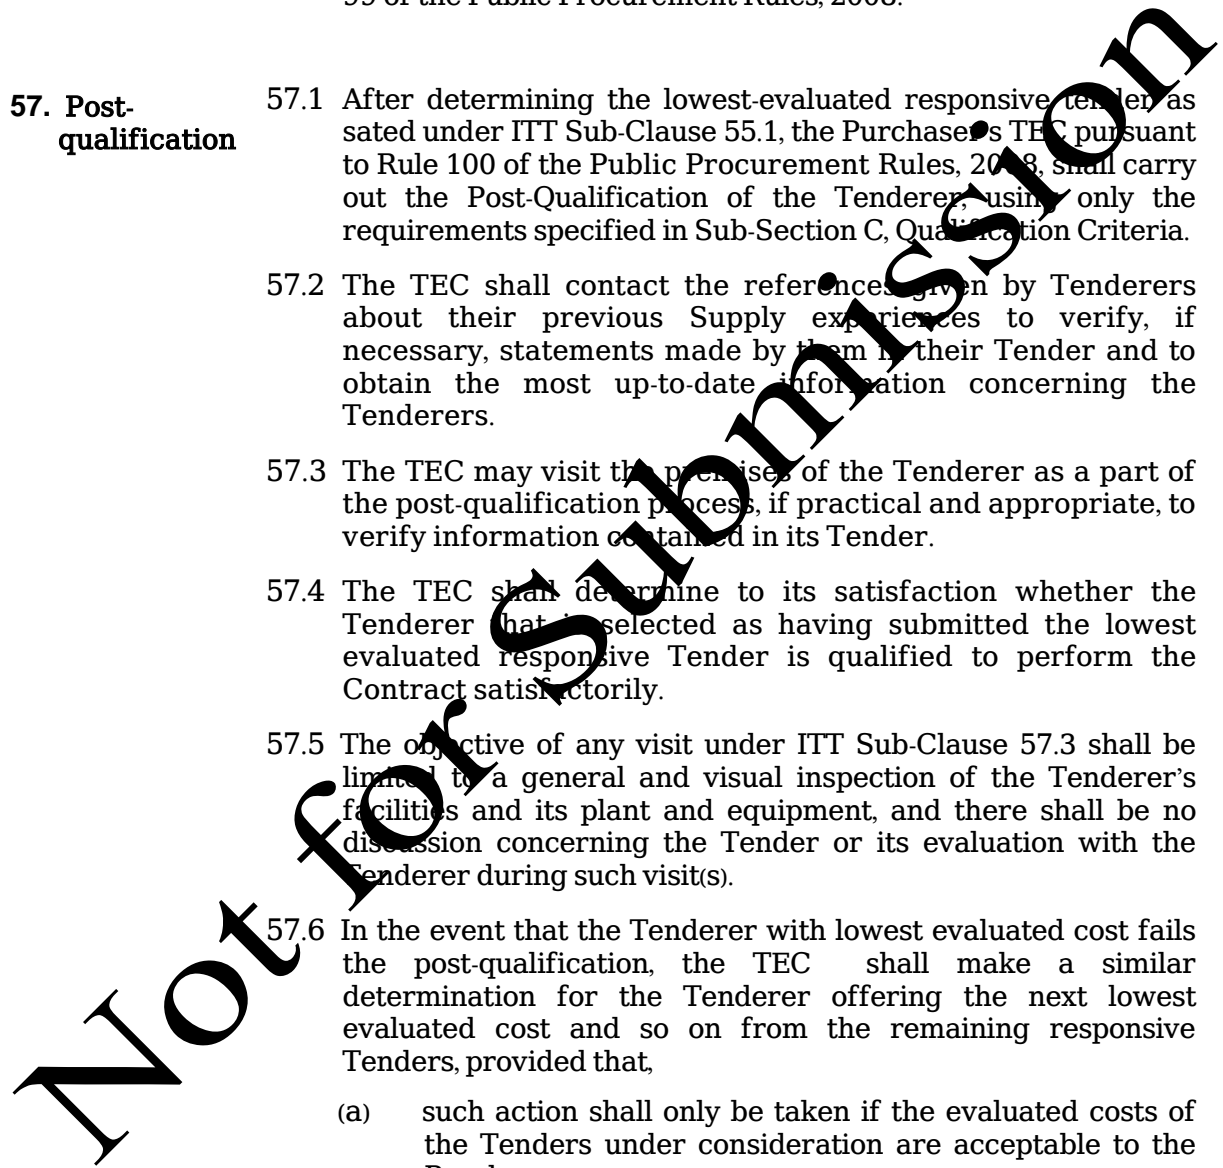 99 of the Public Procurement Rules, 2008.
57. Post-
qualification
57.1 After determining the lowest-evaluated responsive tender as
sated under ITT Sub-Clause 55.1, the Purchaser's TEC pursuant
to Rule 100 of the Public Procurement Rules, 2008, shall carry
out the Post-Qualification of the Tenderer, using only the
requirements specified in Sub-Section C, Qualification Criteria.
57.2 The TEC shall contact the references given by Tenderers
about their previous Supply experiences to verify, if
necessary, statements made by them in their Tender and to
obtain the most up-to-date information concerning the
Tenderers.
57.3 The TEC may visit the premises of the Tenderer as a part of
the post-qualification process, if practical and appropriate, to
verify information contained in its Tender.
57.4 The TEC shall determine to its satisfaction whether the
Tenderer that is selected as having submitted the lowest
evaluated responsive Tender is qualified to perform the
Contract satisfactorily.
57.5 The objective of any visit under ITT Sub-Clause 57.3 shall be
limited to a general and visual inspection of the Tenderer's
facilities and its plant and equipment, and there shall be no
discussion concerning the Tender or its evaluation with the
Tenderer during such visit(s).
57.6 In the event that the Tenderer with lowest evaluated cost fails
the post-qualification, the TEC shall make a similar
determination for the Tenderer offering the next lowest
evaluated cost and so on from the remaining responsive
Tenders, provided that,
(a) such action shall only be taken if the evaluated costs of
the Tenders under consideration are acceptable to the
Not for Submission